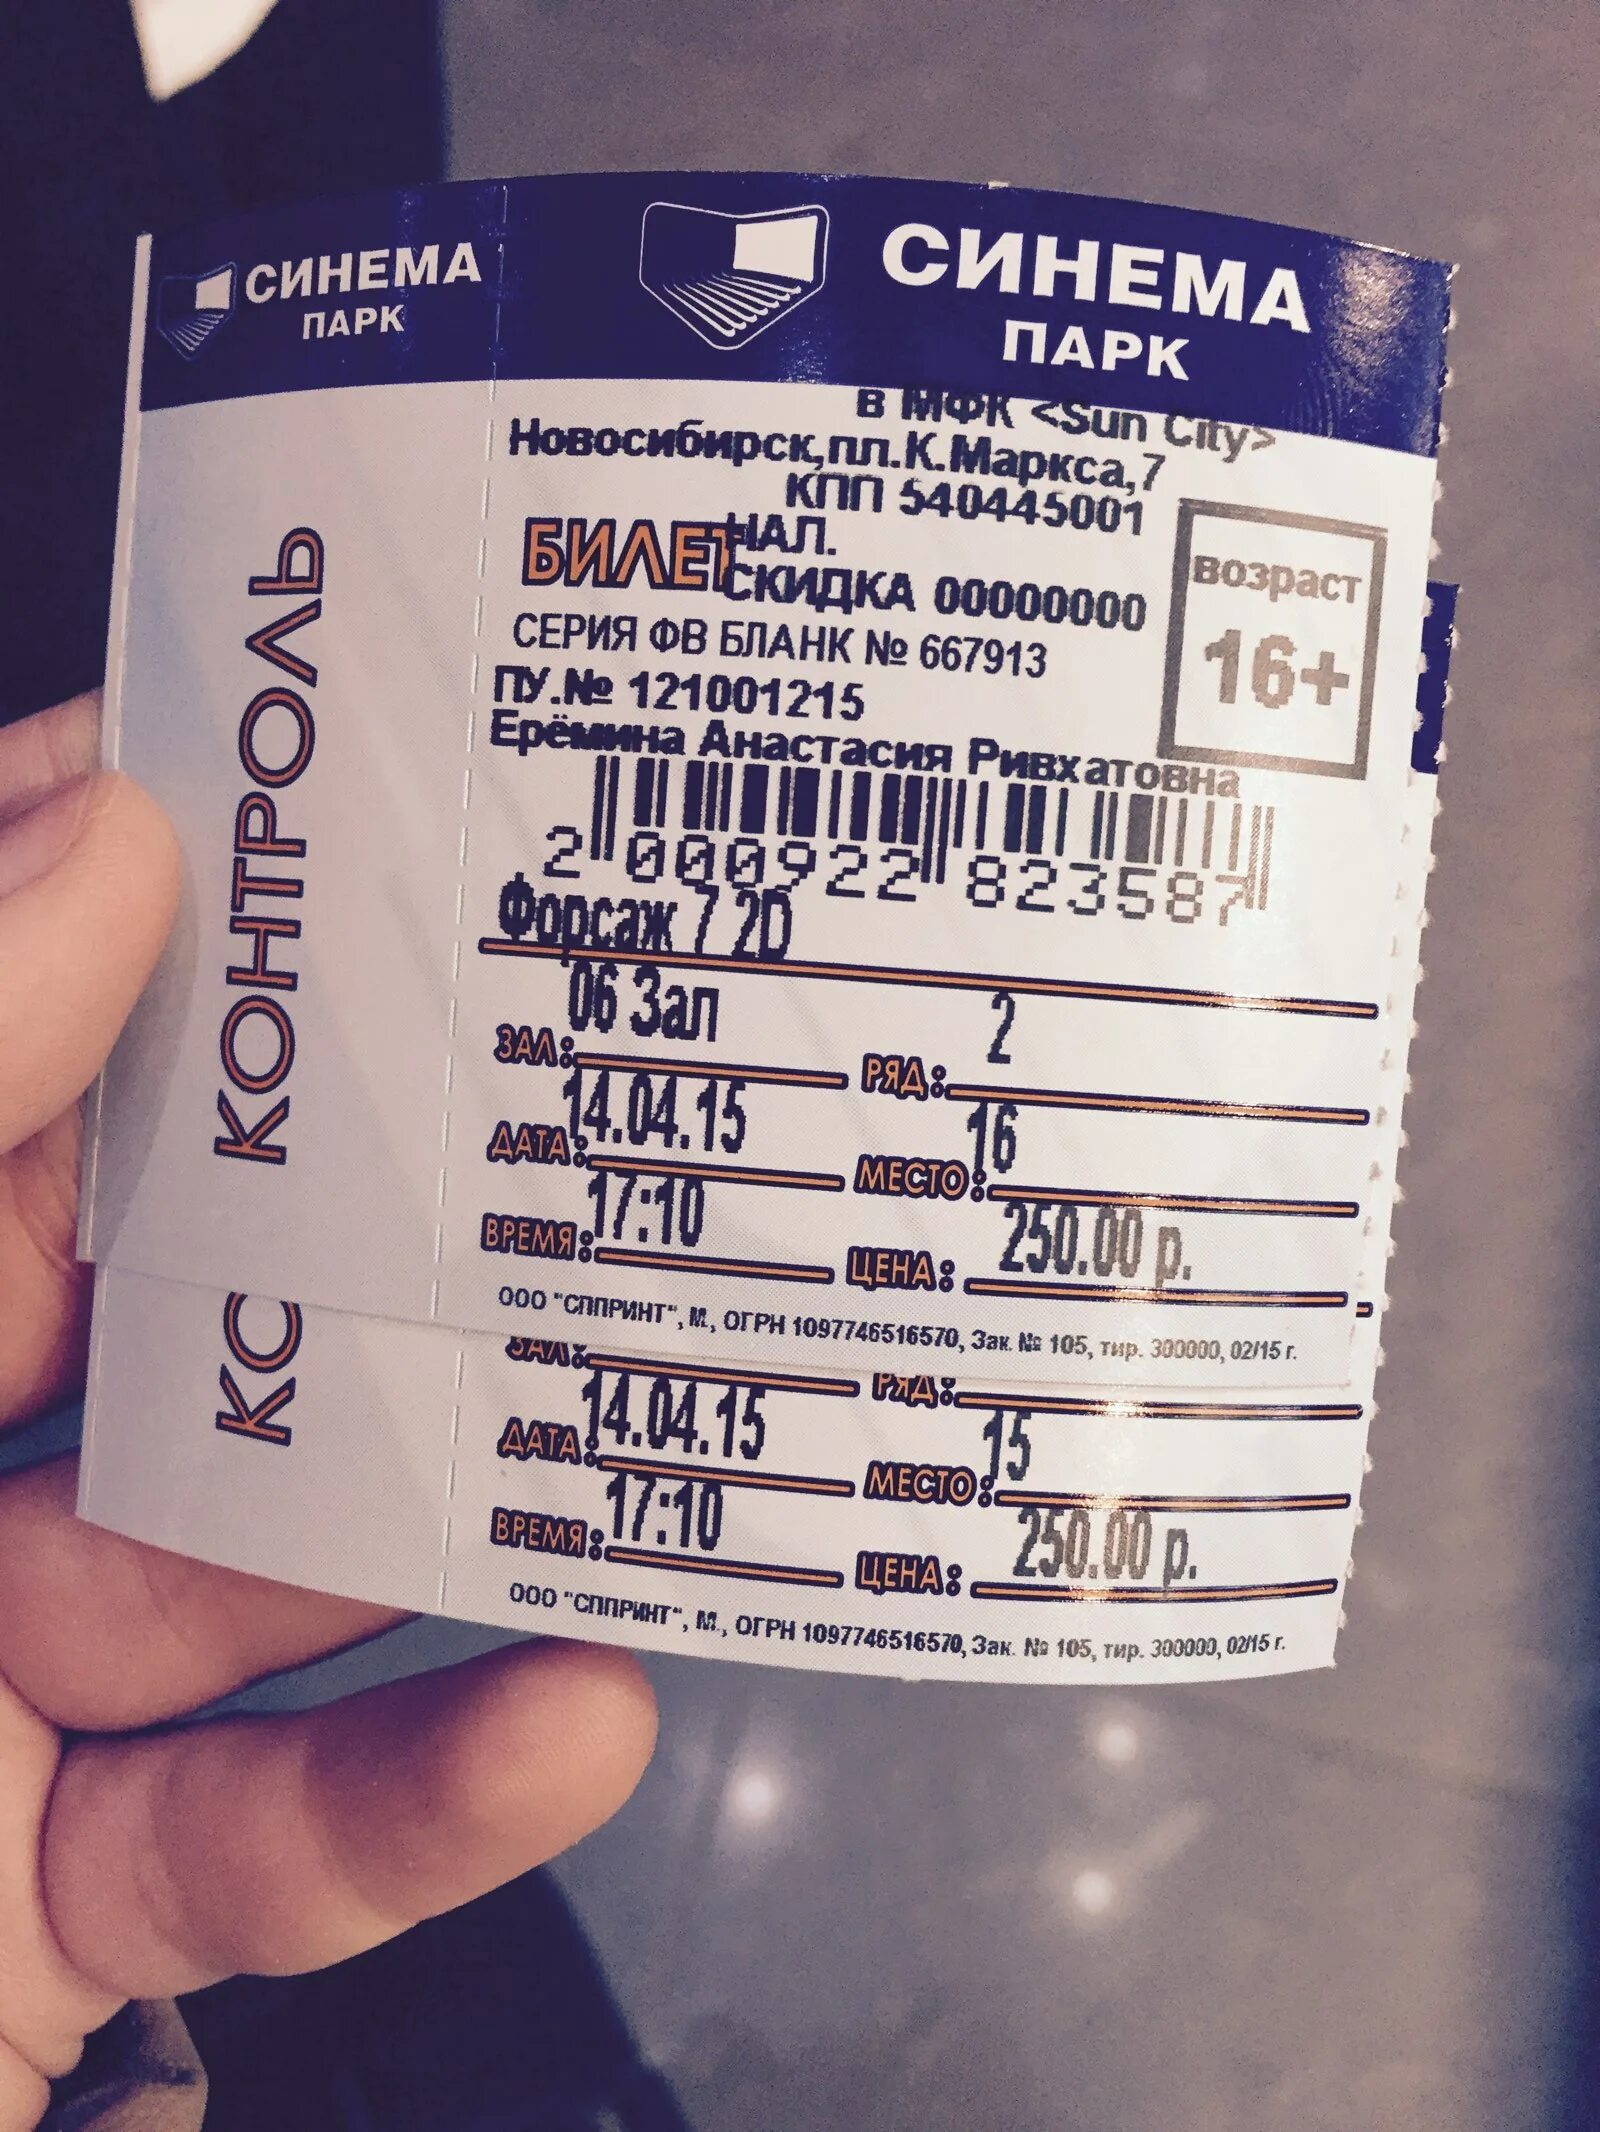 СИНЕМА
ПАРК
СИНЕМА
ПАРК
в МФК <Sun City>
Новосибирск,пл.К.Маркса,7
КПП 540445001
БИЛЕТ НАЛ.
СКИДКА 00000000
возраст
16+
СЕРИЯ ФВ БЛАНК № 667913
ПУ.№ 121001215
Ерёмина Анастасия Ривхатовна
2 000922 823587
Форсаж 7 2D
ЗАЛ: 06 Зал РЯД: 2
ДАТА: 14.04.15 МЕСТО: 16
ВРЕМЯ: 17:10 ЦЕНА: 250.00 р.
ООО "СППРИНТ", М., ОГРН 1097746516570, Зак. № 105, тир. 300000, 02/15 г.
КОНТРОЛЬ
КО
ЗАЛ: РЯД:
ДАТА: 14.04.15 МЕСТО: 15
ВРЕМЯ: 17:10 ЦЕНА: 250.00 р.
ООО "СППРИНТ", М., ОГРН 1097746516570, Зак. № 105, тир. 300000, 02/15 г.